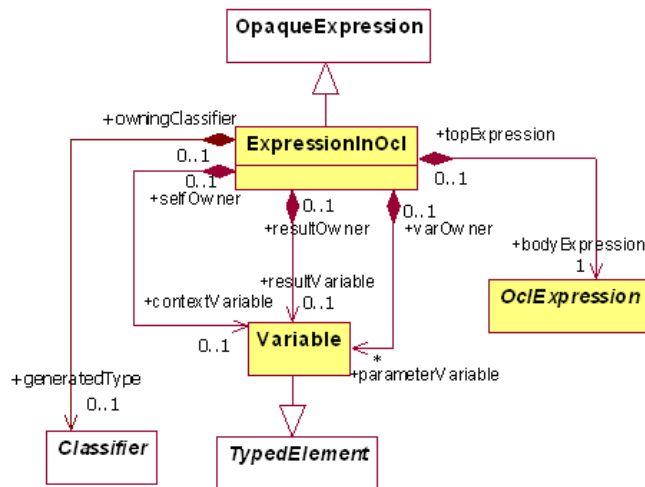 OpaqueExpression
+owningClassifier
+topExpression
ExpressionInOcl
0..1
0..1
0..1
+selfOwner
0..1
0..1
+resultOwner
+varOwner
+bodyExpression
1
+resultVariable
OclExpression
+contextVariable
0..1
Variable
0..1
*
+parameterVariable
+generatedType
0..1
Classifier
TypedElement